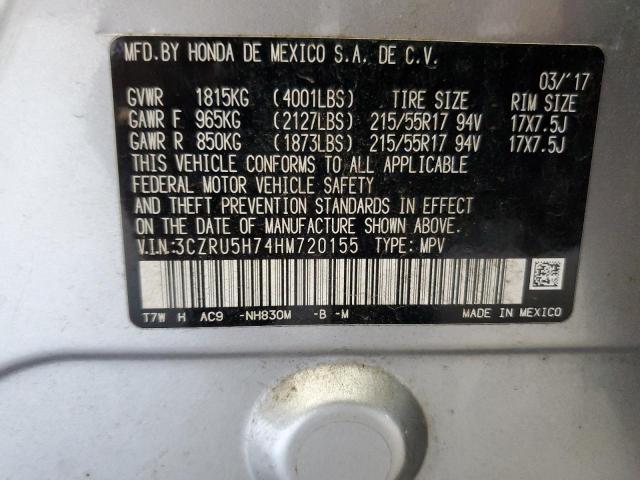 MFD.BY HONDA DE MEXICO S.A. DE C.V.
03/'17
GVWR 1815KG (4001LBS) TIRE SIZE RIM SIZE
GAWR F 965KG (2127LBS) 215/55R17 94V 17X7.5J
GAWR R 850KG (1873LBS) 215/55R17 94V 17X7.5J
THIS VEHICLE CONFORMS TO ALL APPLICABLE
FEDERAL MOTOR VEHICLE SAFETY
AND THEFT PREVENTION STANDARDS IN EFFECT
ON THE DATE OF MANUFACTURE SHOWN ABOVE.
V.I.N:3CZRU5H74HM720155 TYPE: MPV
T7W H AC9 -NH830M -B -M MADE IN MEXICO